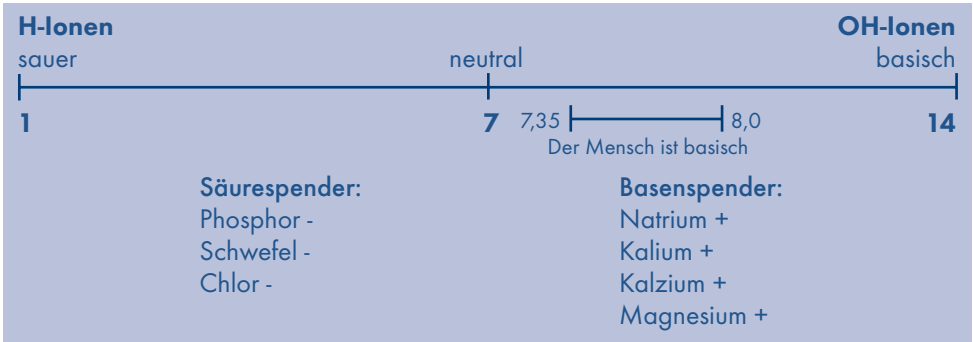 H-Ionen OH-Ionen
sauer neutral basisch
1 7 7,35 8,0 14
Der Mensch ist basisch
Säurespender:
Phosphor -
Schwefel -
Chlor -
Basenspender:
Natrium +
Kalium +
Kalzium +
Magnesium +